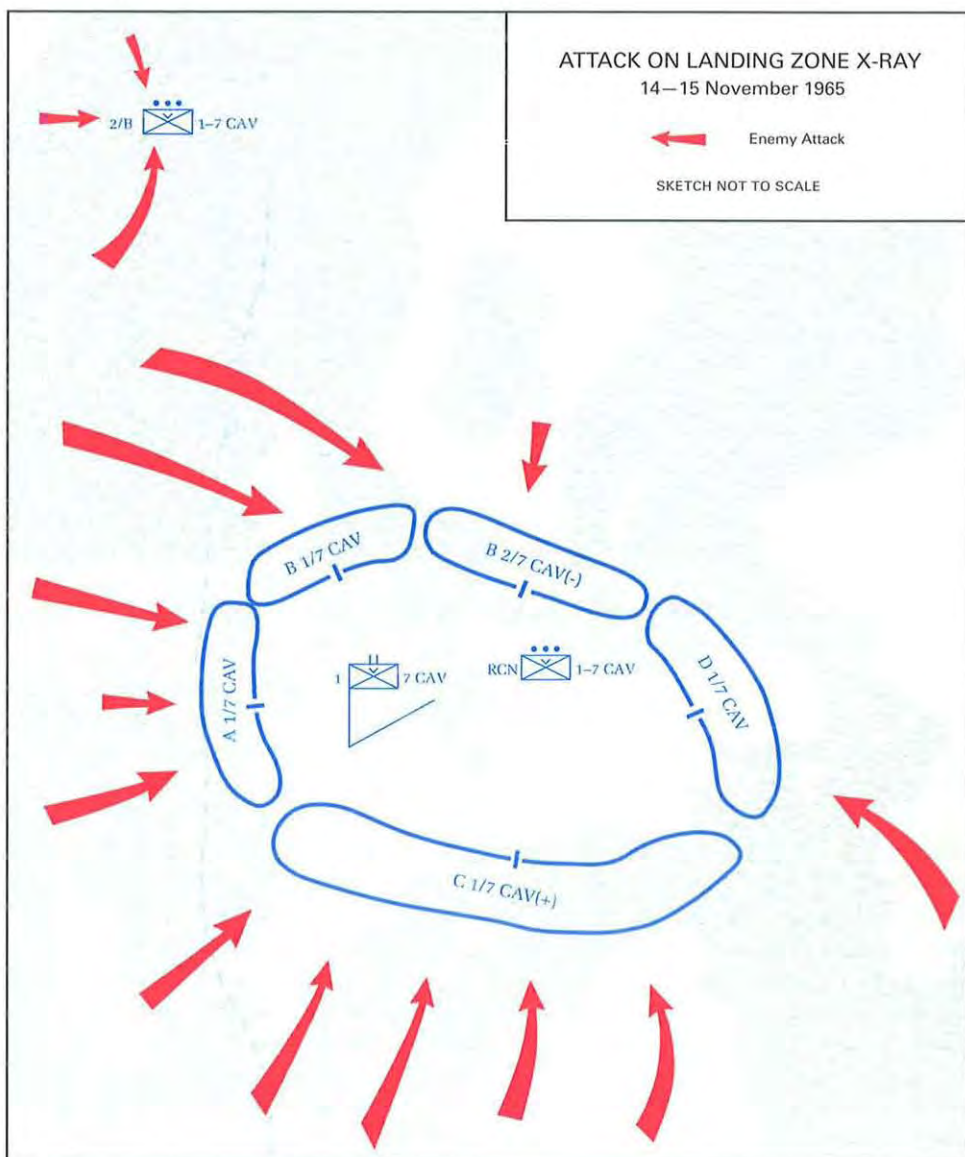 ATTACK ON LANDING ZONE X-RAY
14—15 November 1965
Enemy Attack
SKETCH NOT TO SCALE
2/B 1–7 CAV
B 1/7 CAV
B 2/7 CAV(-)
A 1/7 CAV
1 7 CAV
RCN 1–7 CAV
D 1/7 CAV
C 1/7 CAV(+)